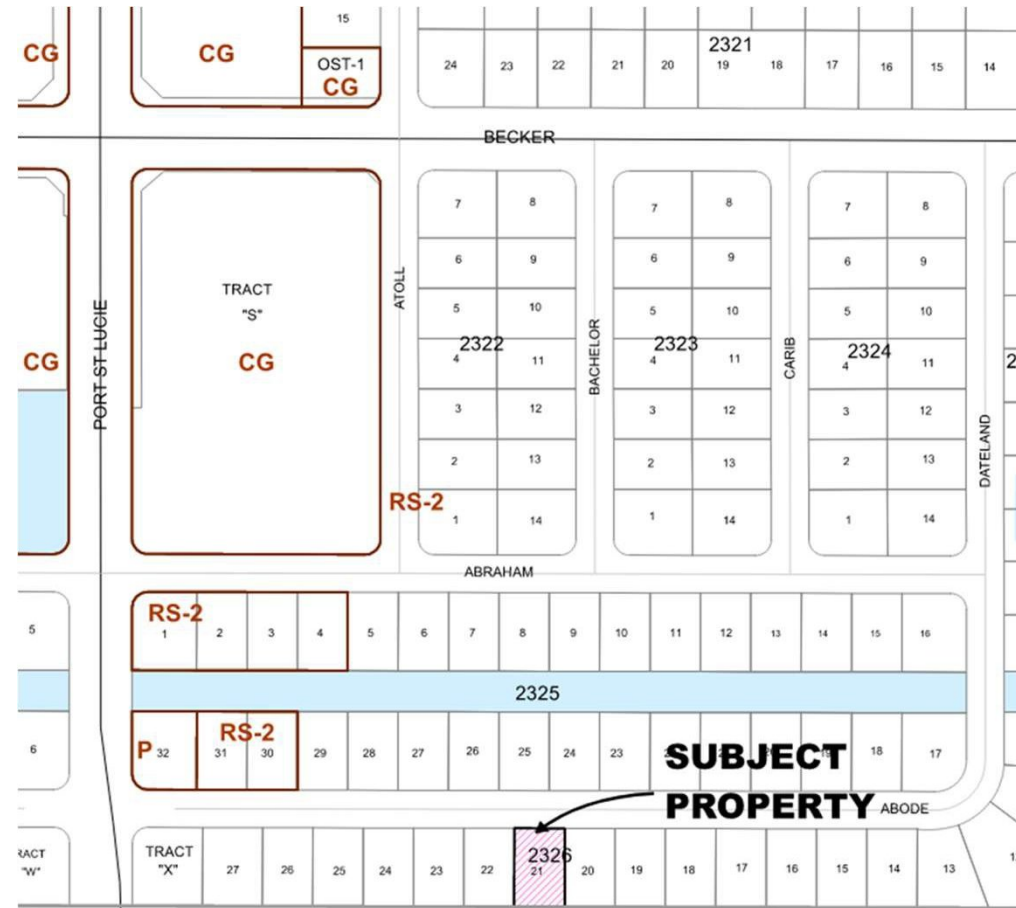 15
CG
CG
OST-1
CG
2321
24 23 22 21 20 19 18 17 16 15 14
BECKER
7 8 7 8 7 8
6 9 6 9 6 9
ATOLL
TRACT
"S"
5 10 5 10 5 10
PORT ST LUCIE
BACHELOR
CARIB
2322 2323 2324
CG
CG
4 11 4 11 4 11
3 12 3 12 3 12
DATELAND
2 13 2 13 2 13
RS-2
1 14 1 14 1 14
ABRAHAM
RS-2
5 1 2 3 4 5 6 7 8 9 10 11 12 13 14 15 16
2325
RS-2
6 P 32 31 30 29 28 27 26 25 24 23 18 17
SUBJECT
PROPERTY
ABODE
TRACT
"X"
"W"
2326
27 26 25 24 23 22 21 20 19 18 17 16 15 14 13